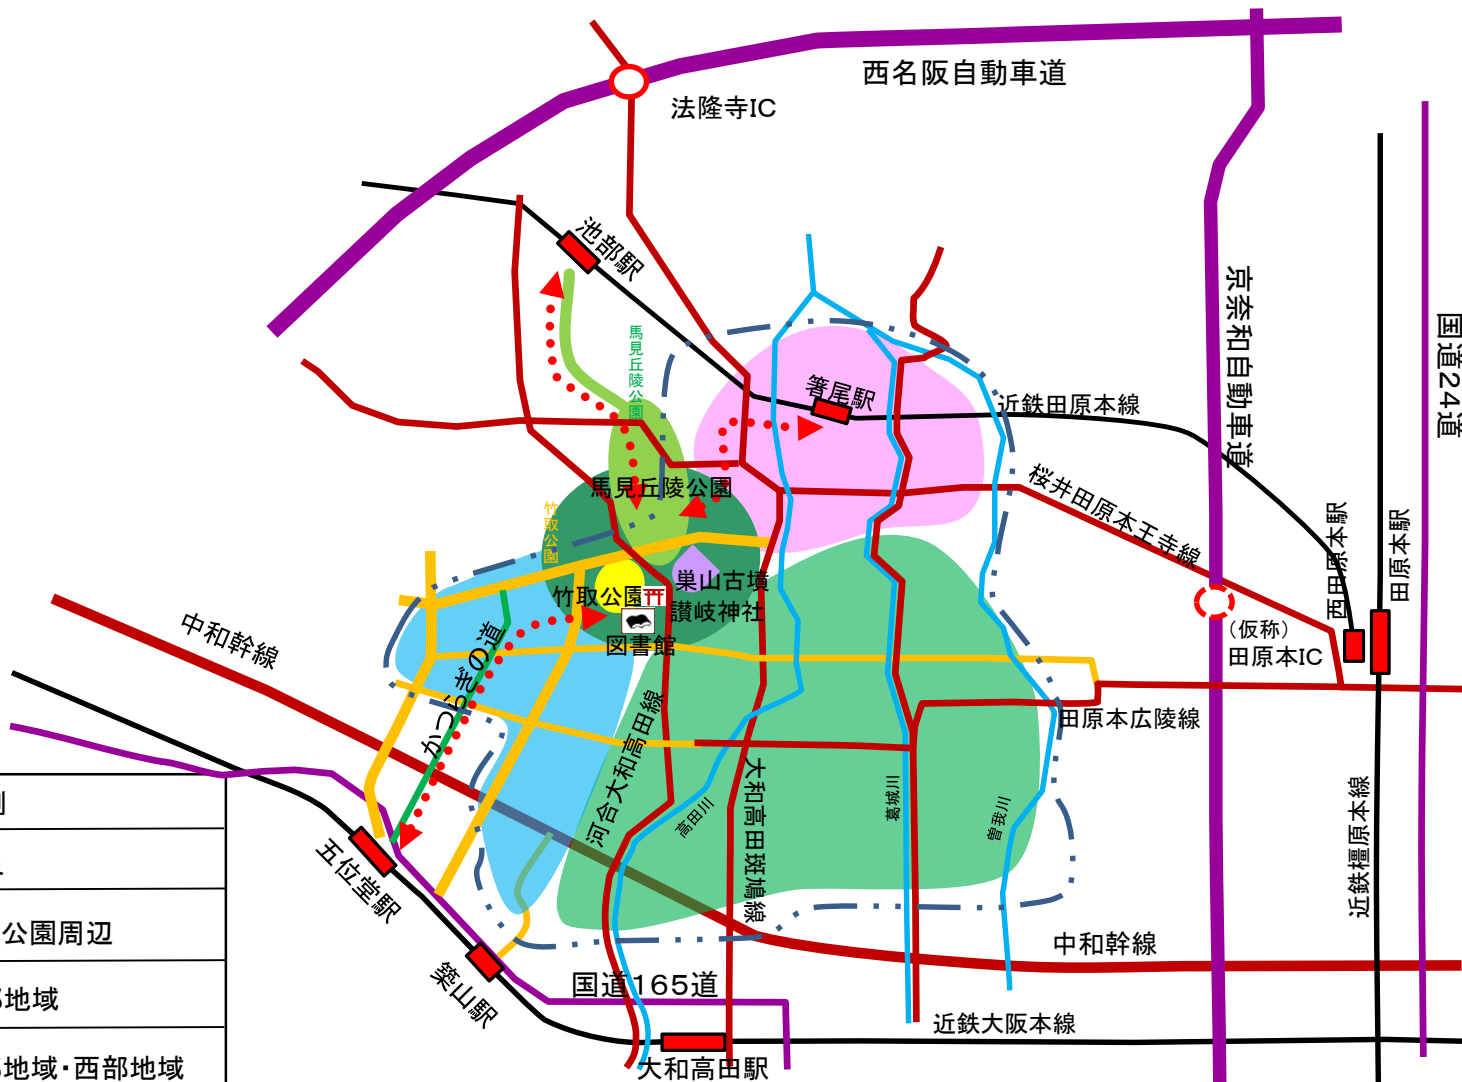 西名阪自動車道
法隆寺IC
池部駅
京奈和自動車道
国道24道
馬見丘陵公園
箸尾駅
近鉄田原本線
馬見丘陵公園
竹取公園
桜井田原本王寺線
西田原本駅
田原本駅
巣山古墳
竹取公園
讃岐神社
図書館
(仮称)
田原本IC
中和幹線
かつらぎの道
河合大和高田線
田原本広陵線
大和高田斑鳩線
高田川
葛城川
曽我川
近鉄橿原本線
五位堂駅
築山駅
中和幹線
国道165道
近鉄大阪本線
大和高田駅
公園周辺
地域
地域・西部地域